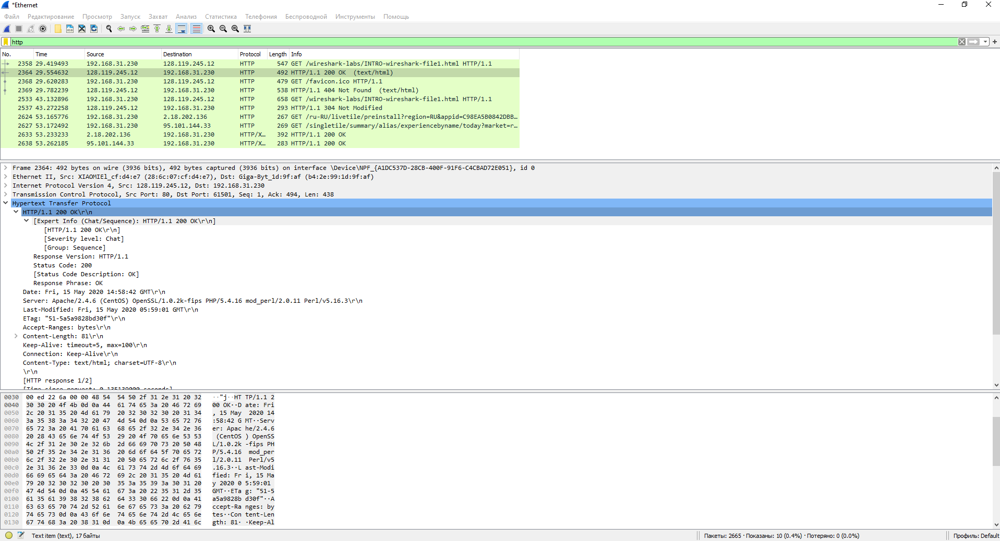 *Ethernet
Файл Редактирование Просмотр Запуск Захват Анализ Статистика Телефония Беспроводной Инструменты Помощь
http
No. Time Source Destination Protocol Length Info
2358 29.419493 192.168.31.230 128.119.245.12 HTTP 547 GET /wireshark-labs/INTRO-wireshark-file1.html HTTP/1.1
2364 29.554632 128.119.245.12 192.168.31.230 HTTP 492 HTTP/1.1 200 OK (text/html)
2368 29.620283 192.168.31.230 128.119.245.12 HTTP 479 GET /favicon.ico HTTP/1.1
2369 29.782239 128.119.245.12 192.168.31.230 HTTP 538 HTTP/1.1 404 Not Found (text/html)
2533 43.132896 192.168.31.230 128.119.245.12 HTTP 658 GET /wireshark-labs/INTRO-wireshark-file1.html HTTP/1.1
2537 43.272258 128.119.245.12 192.168.31.230 HTTP 293 HTTP/1.1 304 Not Modified
2624 53.165776 192.168.31.230 2.18.202.136 HTTP 267 GET /ru-RU/livetile/preinstall?region=RU&appid=C98EA5B0842DBB…
2627 53.172492 192.168.31.230 95.101.144.33 HTTP 269 GET /singletile/summary/alias/experiencebyname/today?market=r…
2633 53.233233 2.18.202.136 192.168.31.230 HTTP/X… 392 HTTP/1.1 200 OK
2638 53.262185 95.101.144.33 192.168.31.230 HTTP/X… 283 HTTP/1.1 200 OK
Frame 2364: 492 bytes on wire (3936 bits), 492 bytes captured (3936 bits) on interface \Device\NPF_{A1DC537D-28CB-400F-91F6-C4CBAD72E051}, id 0
Ethernet II, Src: XIAOMIEl_cf:d4:e7 (28:6c:07:cf:d4:e7), Dst: Giga-Byt_1d:9f:af (b4:2e:99:1d:9f:af)
Internet Protocol Version 4, Src: 128.119.245.12, Dst: 192.168.31.230
Transmission Control Protocol, Src Port: 80, Dst Port: 61501, Seq: 1, Ack: 494, Len: 438
Hypertext Transfer Protocol
HTTP/1.1 200 OK\r\n
[Expert Info (Chat/Sequence): HTTP/1.1 200 OK\r\n]
[HTTP/1.1 200 OK\r\n]
[Severity level: Chat]
[Group: Sequence]
Response Version: HTTP/1.1
Status Code: 200
[Status Code Description: OK]
Response Phrase: OK
Date: Fri, 15 May 2020 14:58:42 GMT\r\n
Server: Apache/2.4.6 (CentOS) OpenSSL/1.0.2k-fips PHP/5.4.16 mod_perl/2.0.11 Perl/v5.16.3\r\n
Last-Modified: Fri, 15 May 2020 05:59:01 GMT\r\n
ETag: "51-5a5a9828bd30f"\r\n
Accept-Ranges: bytes\r\n
Content-Length: 81\r\n
Keep-Alive: timeout=5, max=100\r\n
Connection: Keep-Alive\r\n
Content-Type: text/html; charset=UTF-8\r\n
\r\n
[HTTP response 1/2]
[Time since request: 0.135139000 seconds]
0030 00 ed 22 6a 00 00 48 54 54 50 2f 31 2e 31 20 32 ··"j··HT TP/1.1 2
0040 30 30 20 4f 4b 0d 0a 44 61 74 65 3a 20 46 72 69 00 OK··D ate: Fri
0050 2c 20 31 35 20 4d 61 79 20 32 30 32 30 20 31 34 , 15 May 2020 14
0060 3a 35 38 3a 34 32 20 47 4d 54 0d 0a 53 65 72 76 :58:42 G MT··Serv
0070 65 72 3a 20 41 70 61 63 68 65 2f 32 2e 34 2e 36 er: Apac he/2.4.6
0080 20 28 43 65 6e 74 4f 53 29 20 4f 70 65 6e 53 53 (CentOS ) OpenSS
0090 4c 2f 31 2e 30 2e 32 6b 2d 66 69 70 73 20 50 48 L/1.0.2k -fips PH
00a0 50 2f 35 2e 34 2e 31 36 20 6d 6f 64 5f 70 65 72 P/5.4.16 mod_per
00b0 6c 2f 32 2e 30 2e 31 31 20 50 65 72 6c 2f 76 35 l/2.0.11 Perl/v5
00c0 2e 31 36 2e 33 0d 0a 4c 61 73 74 2d 4d 6f 64 69 .16.3··L ast-Modi
00d0 66 69 65 64 3a 20 46 72 69 2c 20 31 35 20 4d 61 fied: Fr i, 15 Ma
00e0 79 20 32 30 32 30 20 30 35 3a 35 39 3a 30 31 20 y 2020 0 5:59:01
00f0 47 4d 54 0d 0a 45 54 61 67 3a 20 22 35 31 2d 35 GMT··ETa g: "51-5
0100 61 35 61 39 38 32 38 62 64 33 30 66 22 0d 0a 41 a5a9828b d30f"··A
0110 63 63 65 70 74 2d 52 61 6e 67 65 73 3a 20 62 79 ccept-Ra nges: by
0120 74 65 73 0d 0a 43 6f 6e 74 65 6e 74 2d 4c 65 6e tes··Con tent-Len
0130 67 74 68 3a 20 38 31 0d 0a 4b 65 65 70 2d 41 6c gth: 81· ·Keep-Al
Text item (text), 17 байты Пакеты: 2665 · Показаны: 10 (0.4%) · Потеряно: 0 (0.0%) Профиль: Default